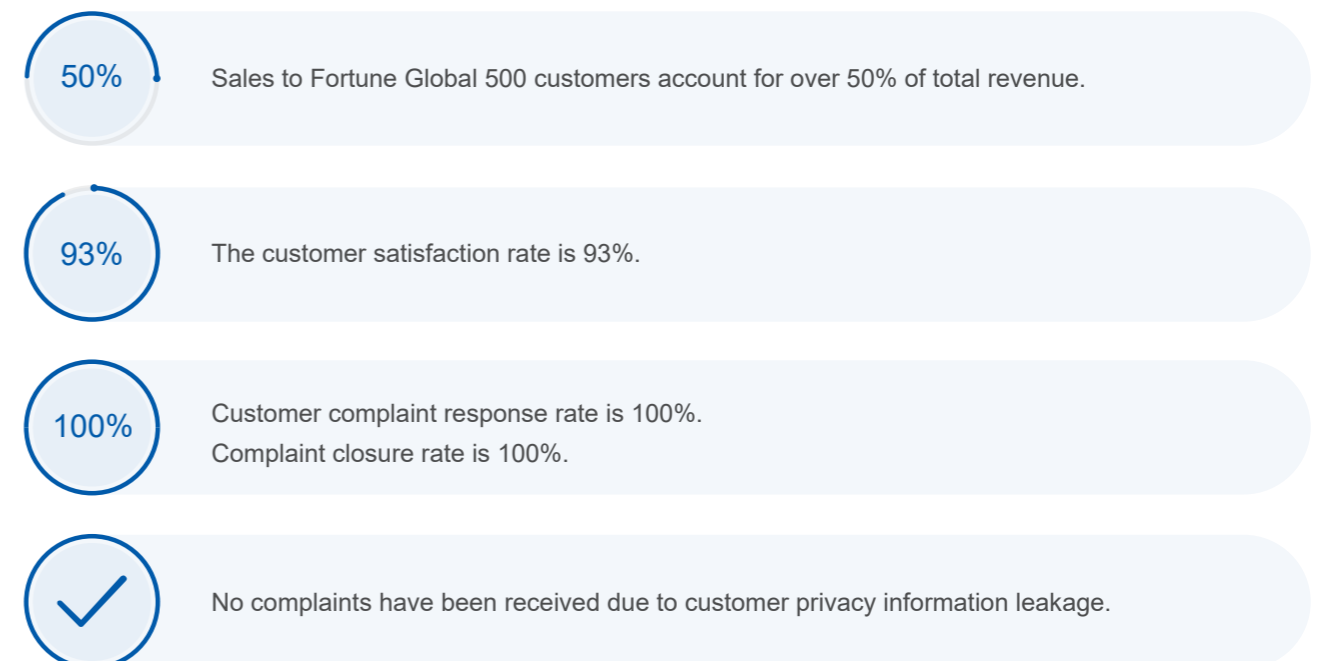 50%
Sales to Fortune Global 500 customers account for over 50% of total revenue.
93%
The customer satisfaction rate is 93%.
100%
Customer complaint response rate is 100%.
Complaint closure rate is 100%.
No complaints have been received due to customer privacy information leakage.